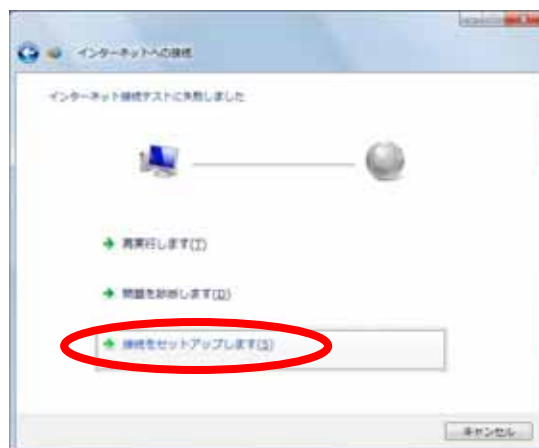 インターネットへの接続
インターネット接続テストに失敗しました
再実行します(T)
問題を診断します(D)
接続をセットアップします(S)
キャンセル